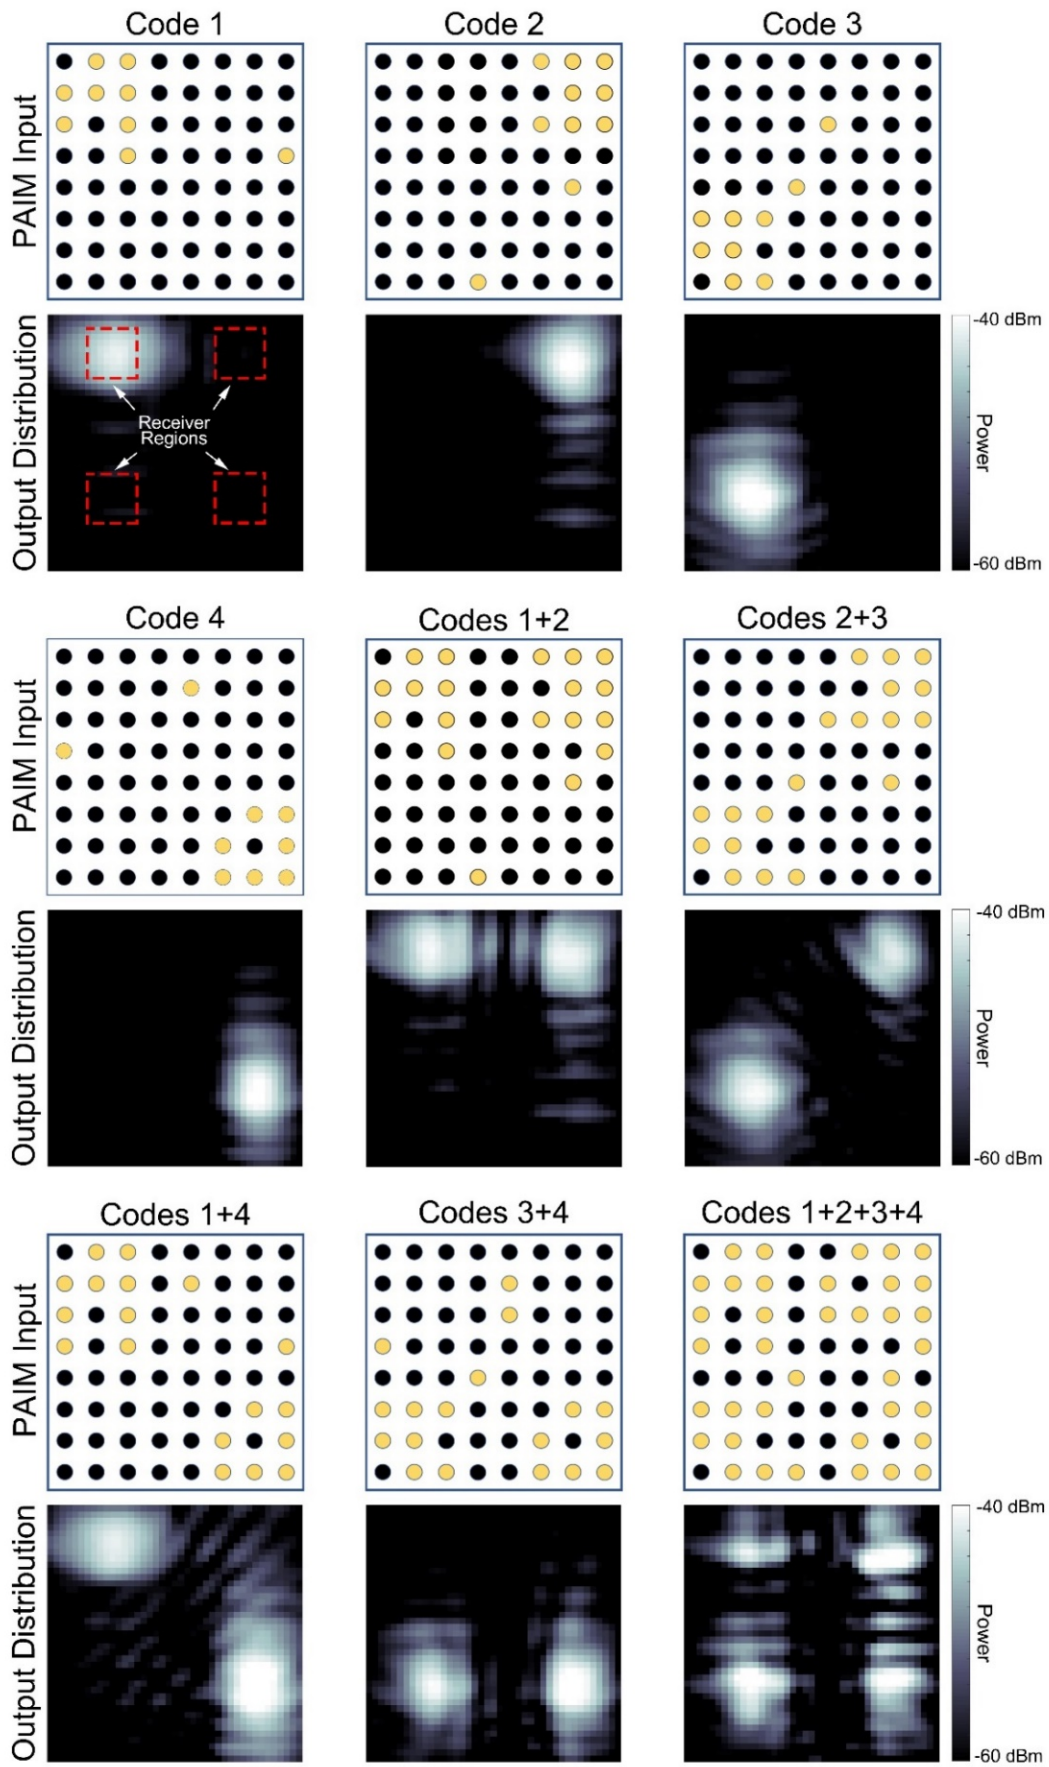 Code 1
Code 2
Code 3
PAIM Input
Output Distribution
Receiver
Regions
-40 dBm
Power
-60 dBm
Code 4
Codes 1+2
Codes 2+3
PAIM Input
Output Distribution
-40 dBm
Power
-60 dBm
Codes 1+4
Codes 3+4
Codes 1+2+3+4
PAIM Input
Output Distribution
-40 dBm
Power
-60 dBm